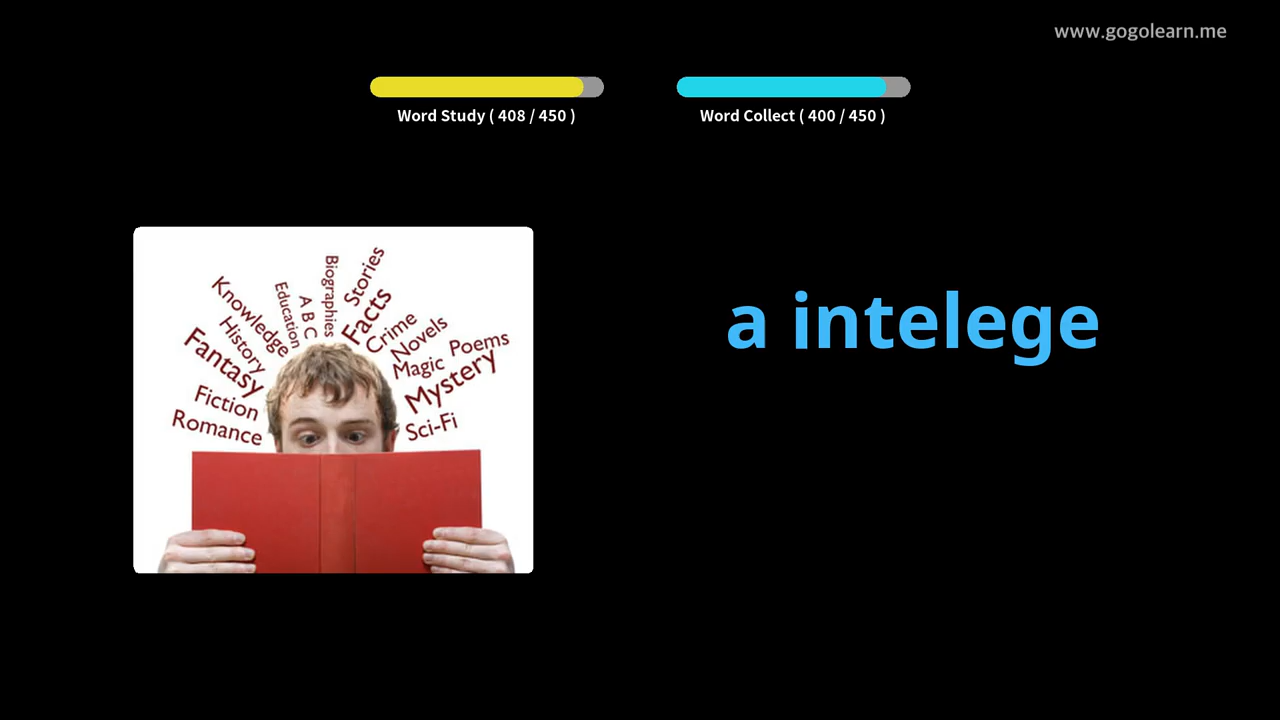 www.gogolearn.me
Word Study ( 408 / 450 )
Word Collect ( 400 / 450 )
a intelege
Romance
Fiction
Fantasy
History
Knowledge
Education
A B C
Biographies
Stories
Facts
Crime
Novels
Magic
Poems
Mystery
Sci-Fi